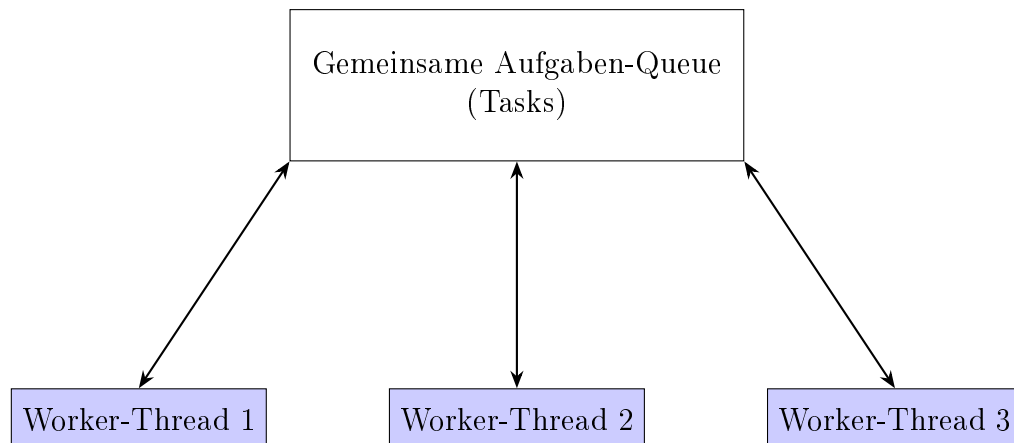 Gemeinsame Aufgaben-Queue
(Tasks)
Worker-Thread 1
Worker-Thread 2
Worker-Thread 3